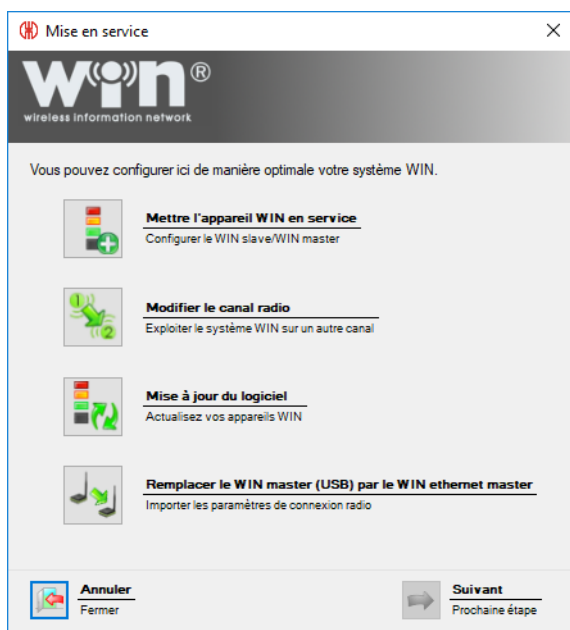 Mise en service
WIN®
wireless information network
Vous pouvez configurer ici de manière optimale votre système WIN.
Mettre l'appareil WIN en service
Configurer le WIN slave/WIN master
1
2
Modifier le canal radio
Exploiter le système WIN sur un autre canal
Mise à jour du logiciel
Actualisez vos appareils WIN
Remplacer le WIN master (USB) par le WIN ethernet master
Importer les paramètres de connexion radio
Annuler
Fermer
Suivant
Prochaine étape